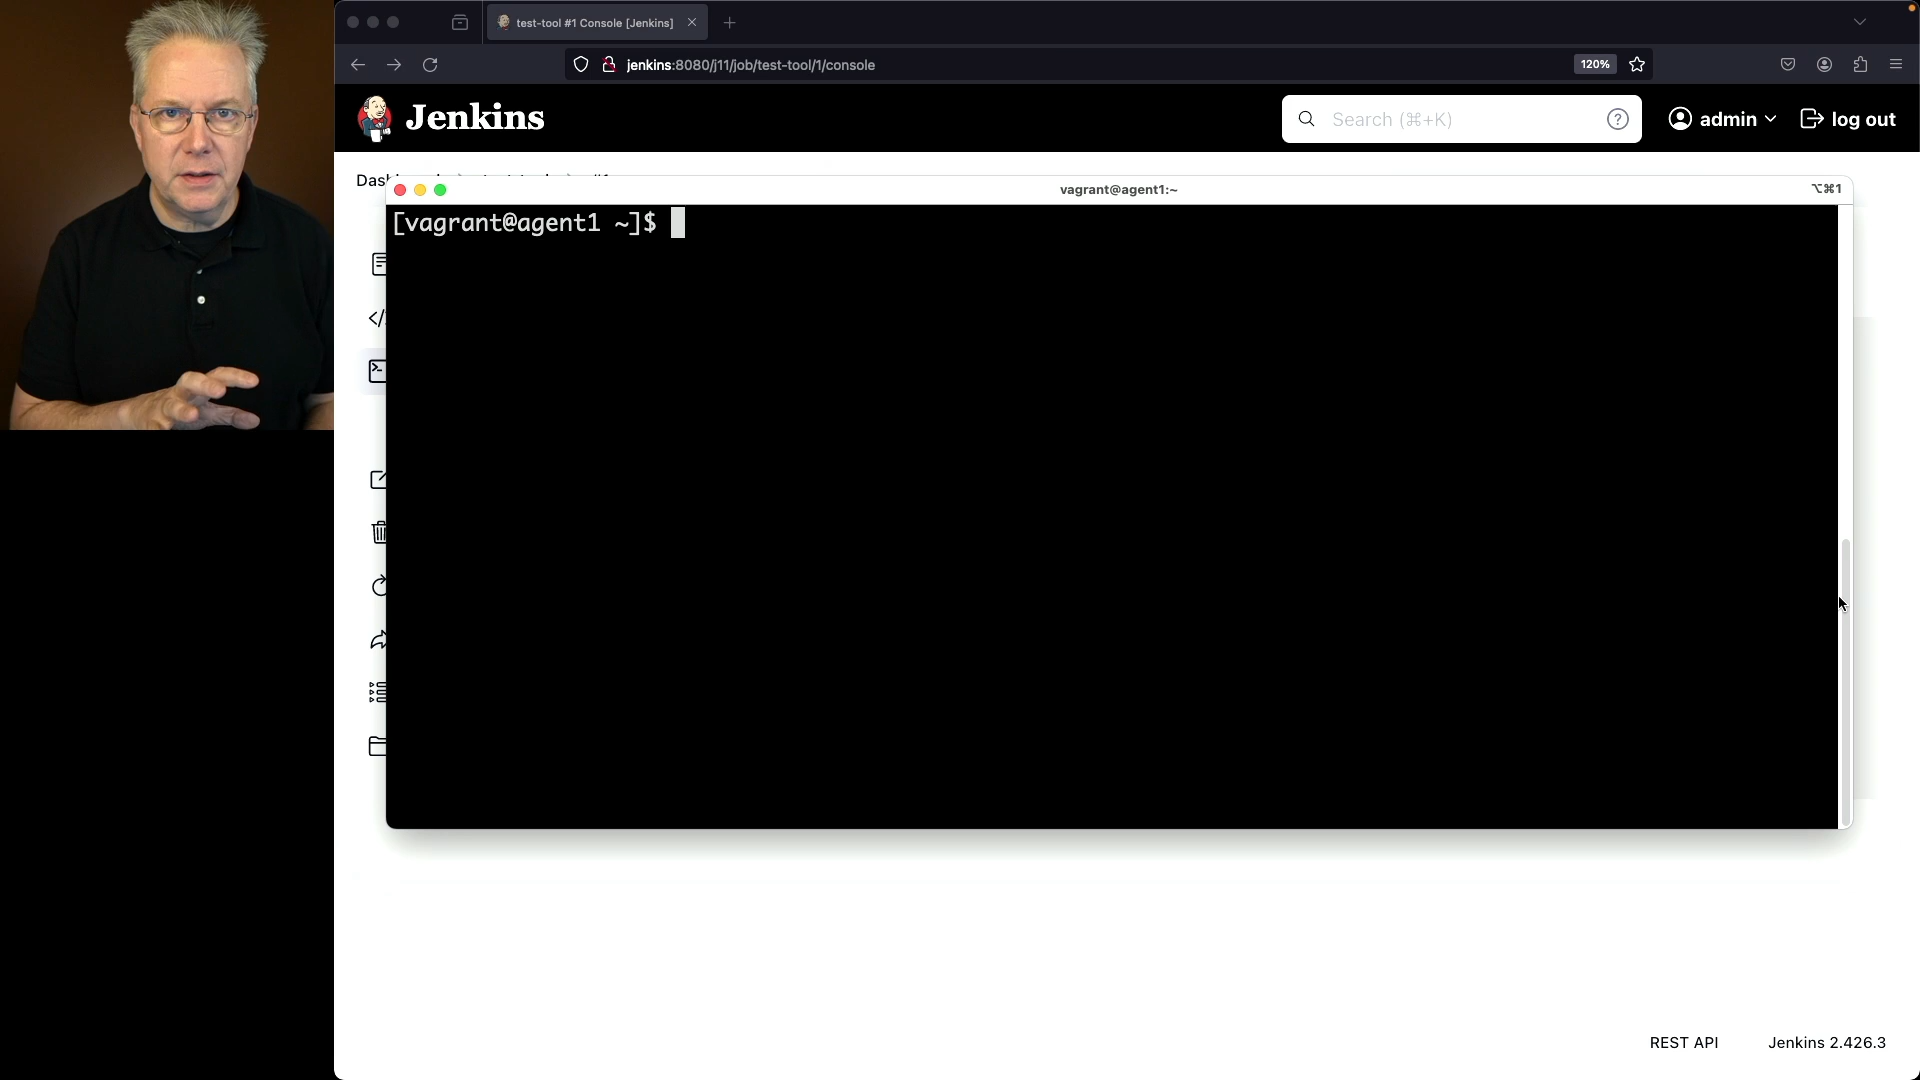 test-tool #1 Console [Jenkins]
jenkins:8080/j11/job/test-tool/1/console
120%
Jenkins
Search (⌘+K)
?
admin
log out
vagrant@agent1:~
⌥⌘1
[vagrant@agent1 ~]$
REST API
Jenkins 2.426.3